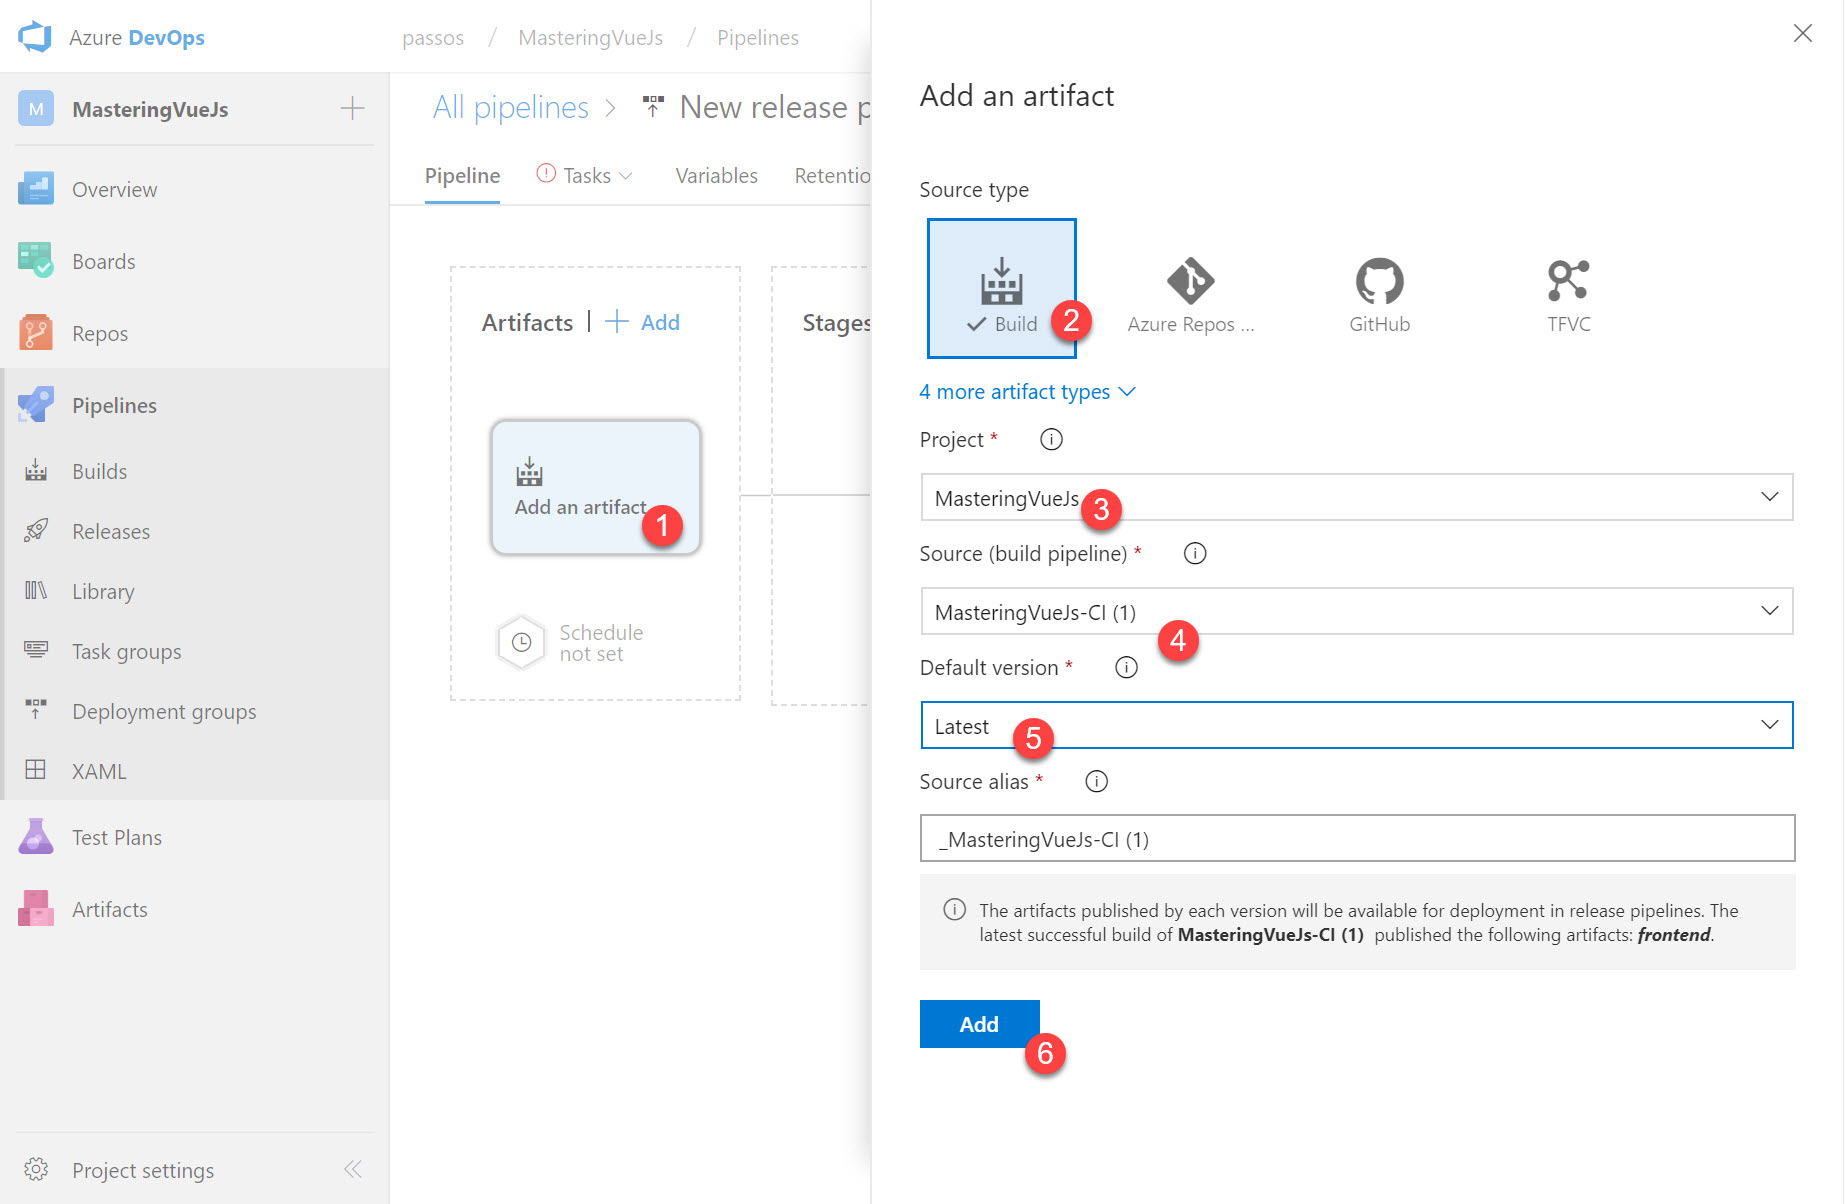 Azure DevOps
passos / MasteringVueJs / Pipelines
M MasteringVueJs
Overview
Boards
Repos
Pipelines
Builds
Releases
Library
Task groups
Deployment groups
XAML
Test Plans
Artifacts
Project settings
All pipelines > New release p
Pipeline Tasks Variables Retentio
Artifacts | + Add
Add an artifact
1
Schedule
not set
Stages
Add an artifact
Source type
Build
2
Azure Repos ...
GitHub
TFVC
4 more artifact types
Project *
MasteringVueJs
3
Source (build pipeline) *
MasteringVueJs-CI (1)
4
Default version *
Latest
5
Source alias *
_MasteringVueJs-CI (1)
The artifacts published by each version will be available for deployment in release pipelines. The
latest successful build of MasteringVueJs-CI (1) published the following artifacts: frontend.
Add
6